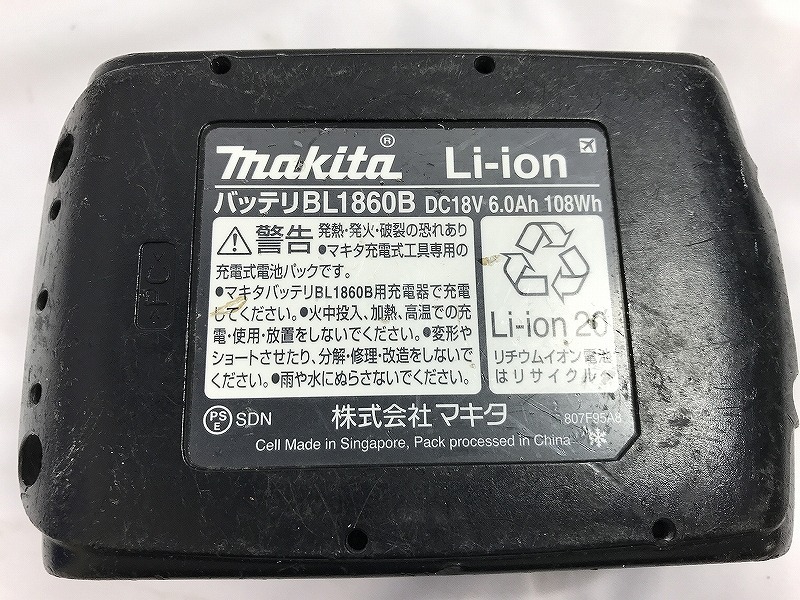 makita® Li-ion
バッテリBL1860B DC18V 6.0Ah 108Wh
警告 発熱・発火・破裂の恐れあり
●マキタ充電式工具専用の
充電式電池パックです。
●マキタバッテリBL1860B用充電器で充電
してください。●火中投入、加熱、高温での充
電・使用・放置をしないでください。●変形や
ショートさせたり、分解・修理・改造をしないで
ください。●雨や水にぬらさないでください。
Li-ion 20
リチウムイオン電池
はリサイクルへ
PS
E SDN 株式会社マキタ 807F95A8
Cell Made in Singapore, Pack processed in China